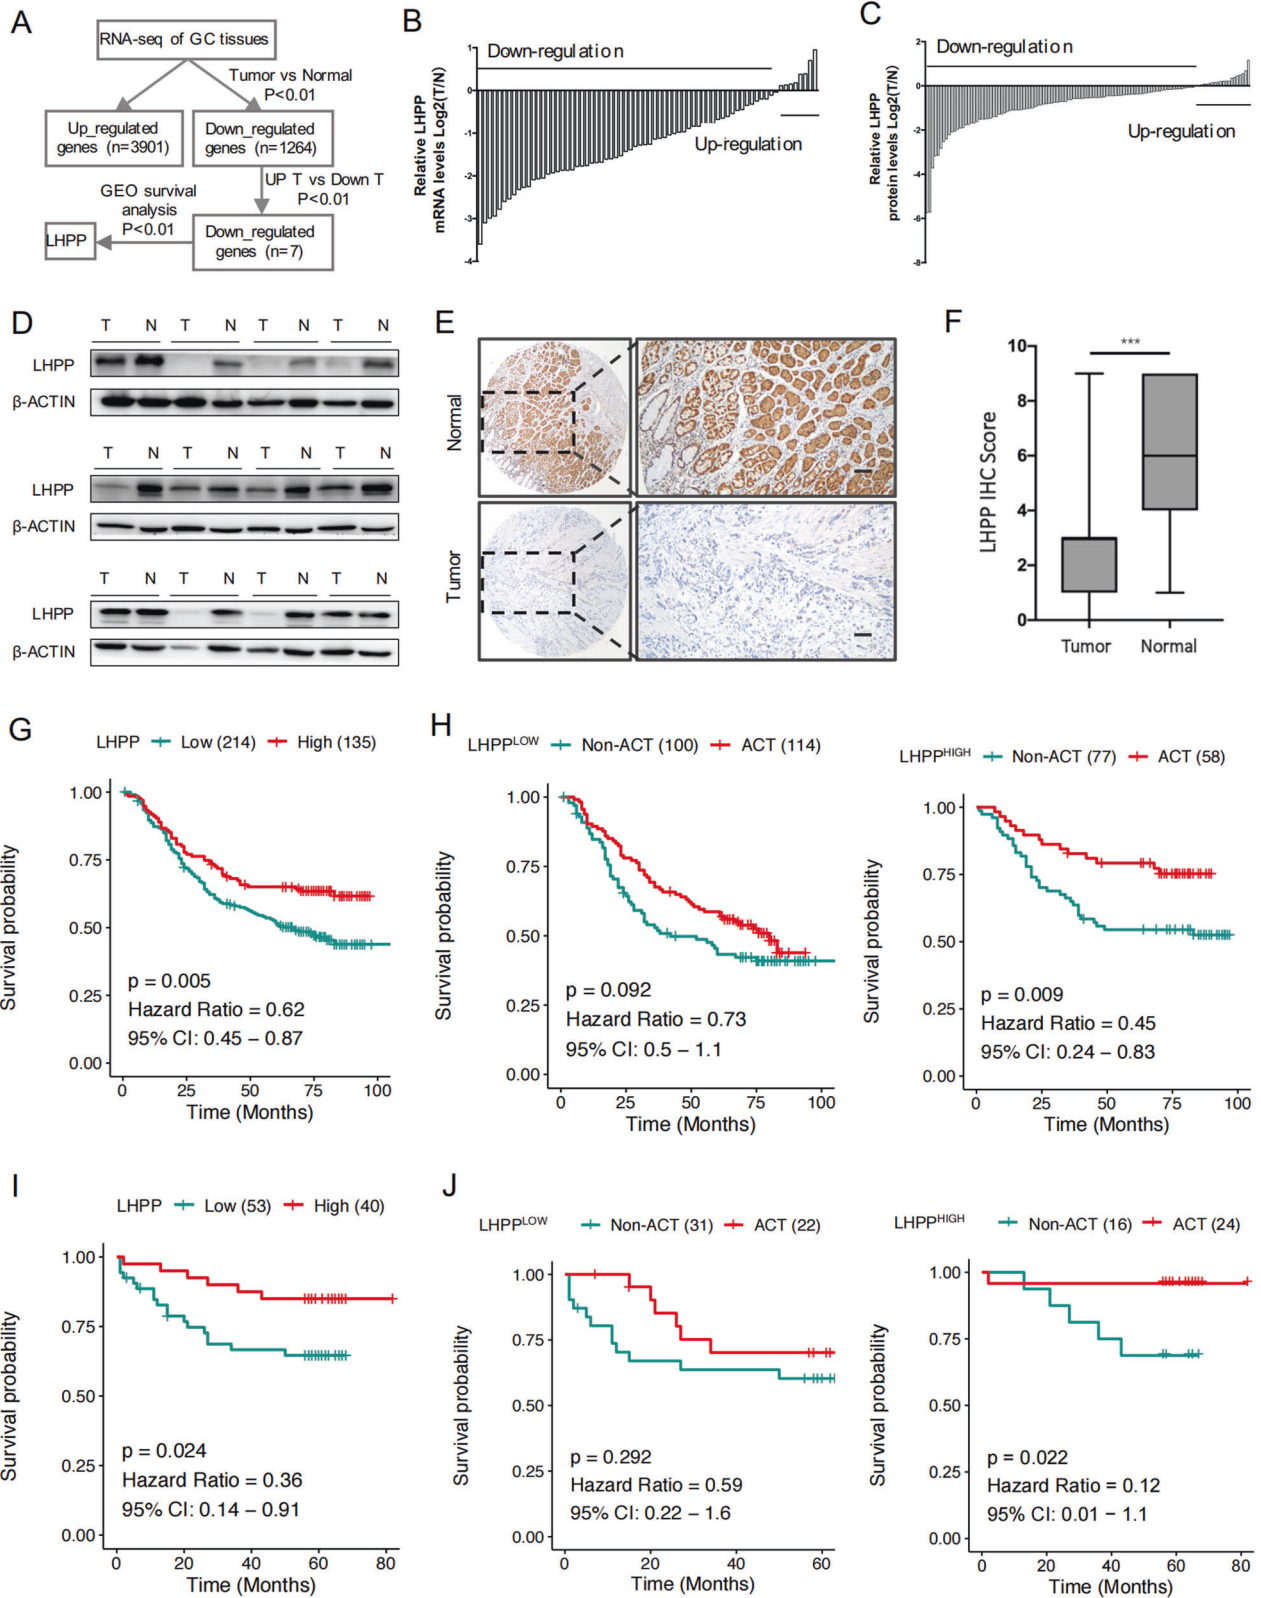 A
RNA-seq of GC tissues
Tumor vs Normal
P<0.01
Up_regulated
genes (n=3901)
Down_regulated
genes (n=1264)
GEO survival
analysis
P<0.01
UP T vs Down T
P<0.01
LHPP
Down_regulated
genes (n=7)
B
Relative LHPP
mRNA levels Log2(T/N)
1
0
-1
-2
-3
-4
Down-regulation
Up-regulation
C
Relative LHPP
protein levels Log2(T/N)
2
0
-2
-4
-6
-8
Down-regulation
Up-regulation
D
T N T N T N T N
LHPP
β-ACTIN
T N T N T N T N
LHPP
β-ACTIN
T N T N T N T N
LHPP
β-ACTIN
E
Normal
Tumor
F
LHPP IHC Score
10
8
6
4
2
0
***
Tumor Normal
G
LHPP Low (214) High (135)
Survival probability
1.00
0.75
0.50
0.25
0.00
p = 0.005
Hazard Ratio = 0.62
95% CI: 0.45 – 0.87
0 25 50 75 100
Time (Months)
H
LHPPLOW Non-ACT (100) ACT (114)
Survival probability
1.00
0.75
0.50
0.25
0.00
p = 0.092
Hazard Ratio = 0.73
95% CI: 0.5 – 1.1
0 25 50 75 100
Time (Months)
LHPPHIGH Non-ACT (77) ACT (58)
Survival probability
1.00
0.75
0.50
0.25
0.00
p = 0.009
Hazard Ratio = 0.45
95% CI: 0.24 – 0.83
0 25 50 75 100
Time (Months)
I
LHPP Low (53) High (40)
Survival probability
1.00
0.75
0.50
0.25
0.00
p = 0.024
Hazard Ratio = 0.36
95% CI: 0.14 – 0.91
0 20 40 60 80
Time (Months)
J
LHPPLOW Non-ACT (31) ACT (22)
Survival probability
1.00
0.75
0.50
0.25
0.00
p = 0.292
Hazard Ratio = 0.59
95% CI: 0.22 – 1.6
0 20 40 60
Time (Months)
LHPPHIGH Non-ACT (16) ACT (24)
Survival probability
1.00
0.75
0.50
0.25
0.00
p = 0.022
Hazard Ratio = 0.12
95% CI: 0.01 – 1.1
0 20 40 60 80
Time (Months)